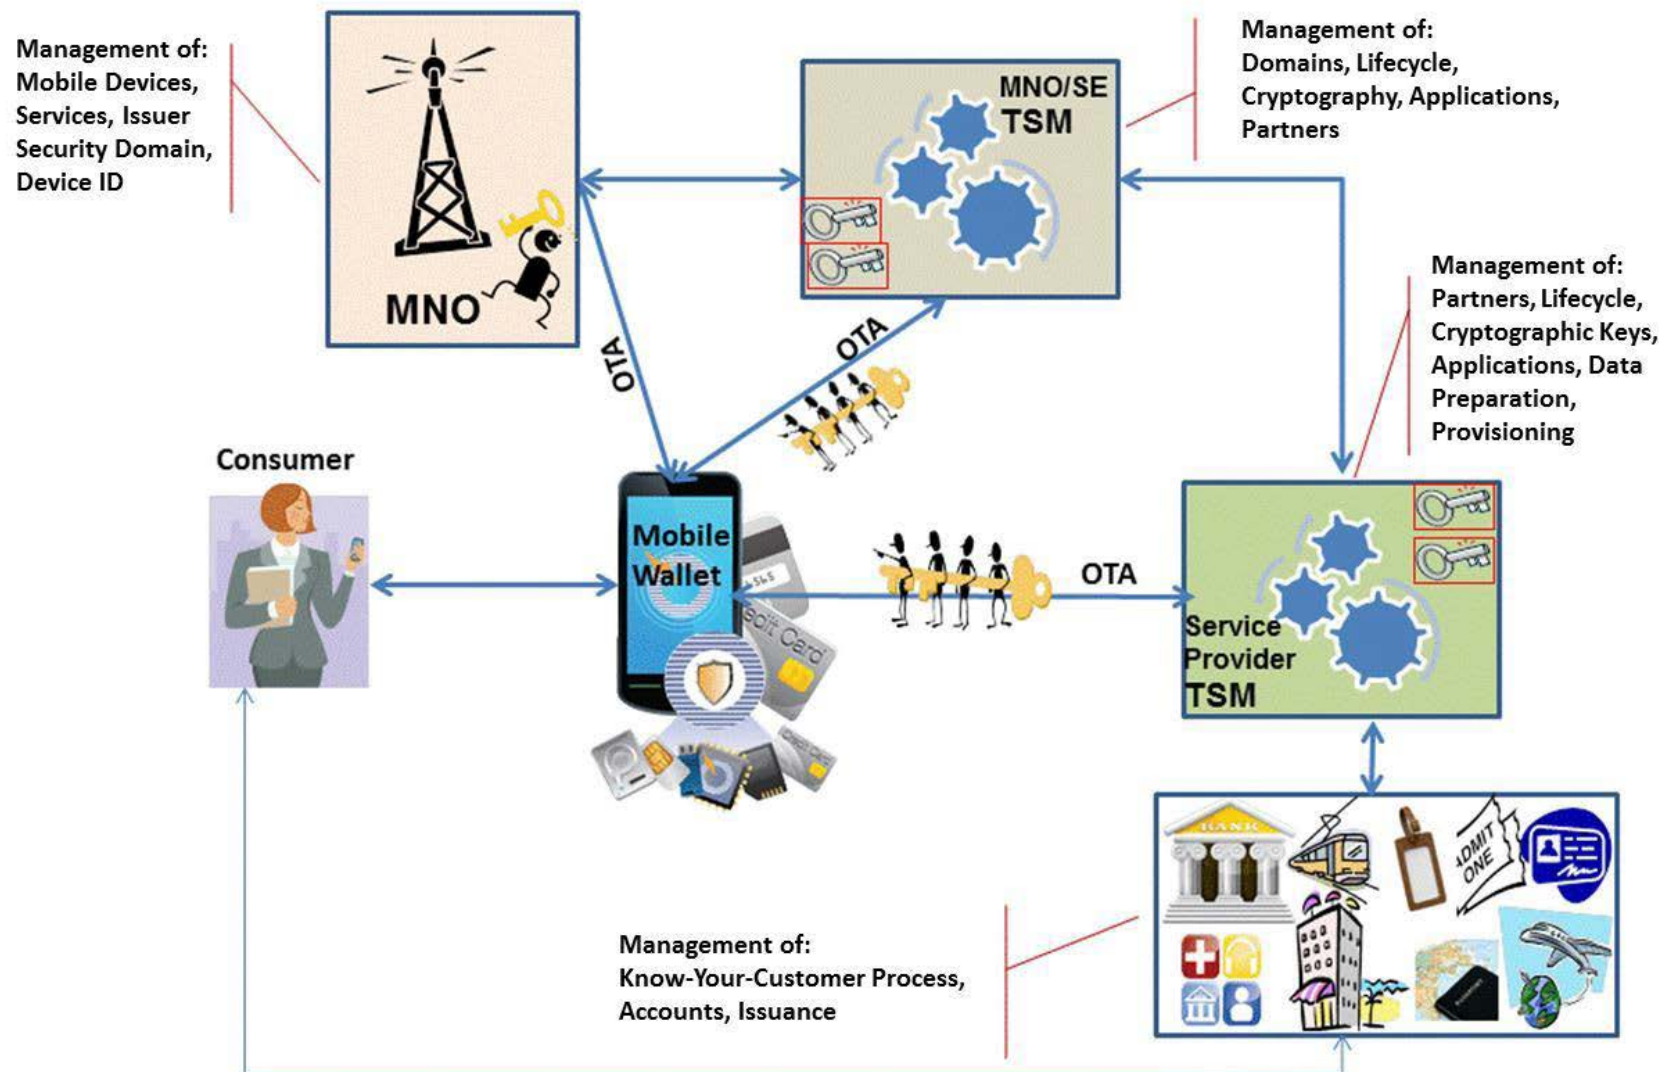 Management of:
Mobile Devices,
Services, Issuer
Security Domain,
Device ID
MNO
MNO/SE
TSM
Management of:
Domains, Lifecycle,
Cryptography, Applications,
Partners
Management of:
Partners, Lifecycle,
Cryptographic Keys,
Applications, Data
Preparation,
Provisioning
OTA
OTA
Consumer
Mobile
Wallet
OTA
Service
Provider
TSM
BANK
ADMIT
ONE
Management of:
Know-Your-Customer Process,
Accounts, Issuance